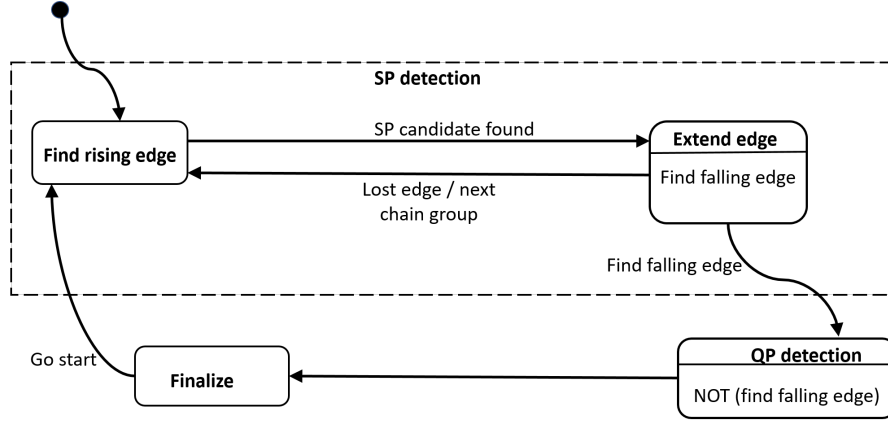 SP detection
SP candidate found
Find rising edge
Extend edge
Find falling edge
Lost edge / next
chain group
Find falling edge
Go start
Finalize
QP detection
NOT (find falling edge)